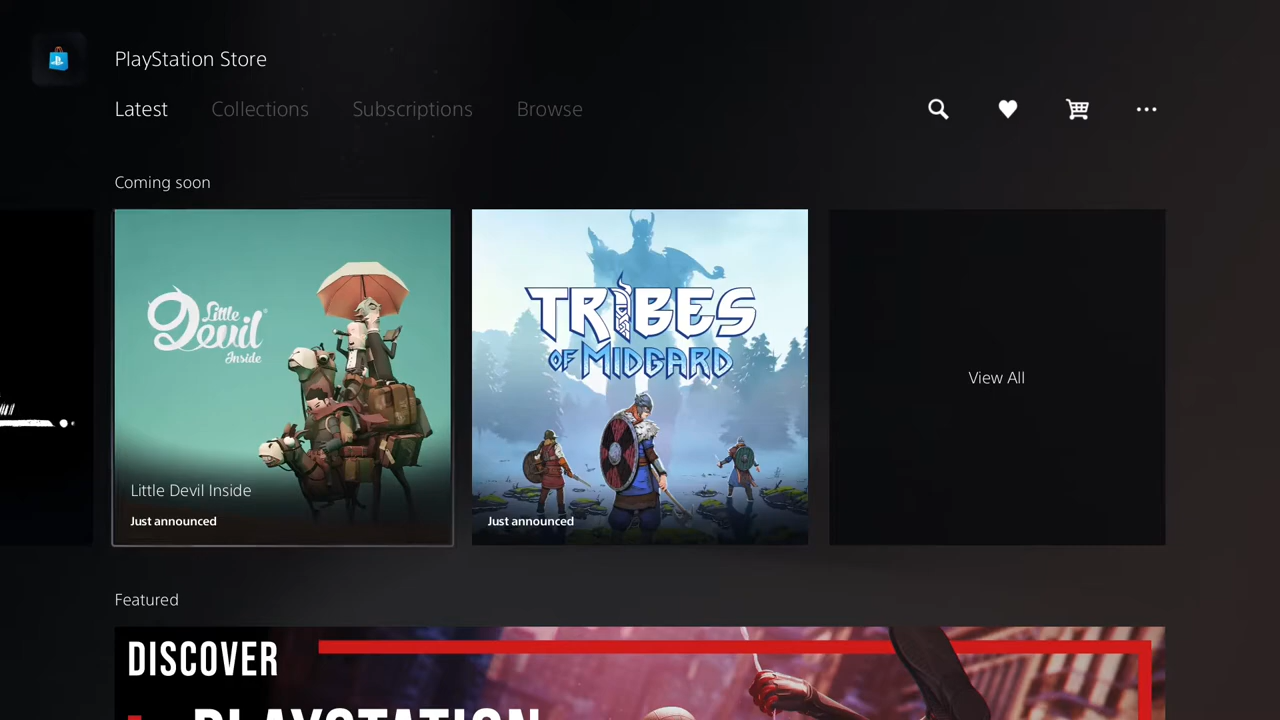 PlayStation Store
Latest
Collections
Subscriptions
Browse
Coming soon
Little
Devil
Inside
Little Devil Inside
Just announced
TRIBES
OF MIDGARD
Just announced
View All
Featured
DISCOVER
PLAYSTATION